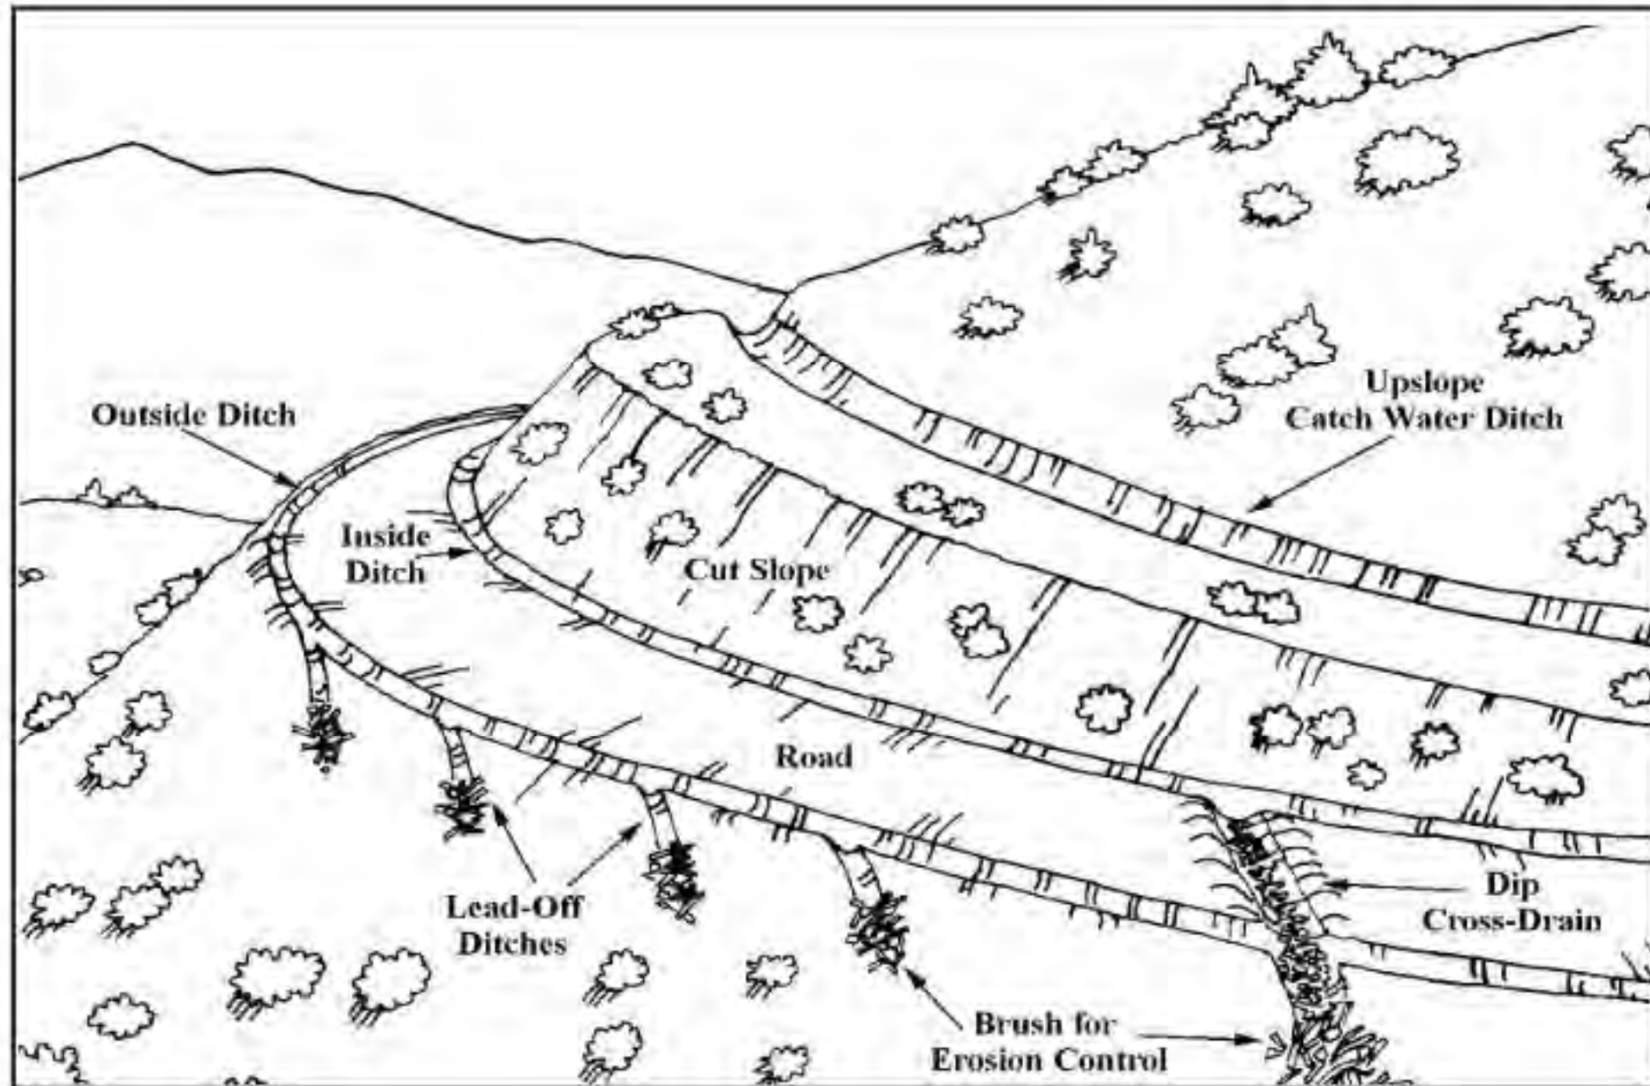 Upslope
Catch Water Ditch
Outside Ditch
Inside
Ditch
Cut Slope
Road
Lead-Off
Ditches
Dip
Cross-Drain
Brush for
Erosion Control